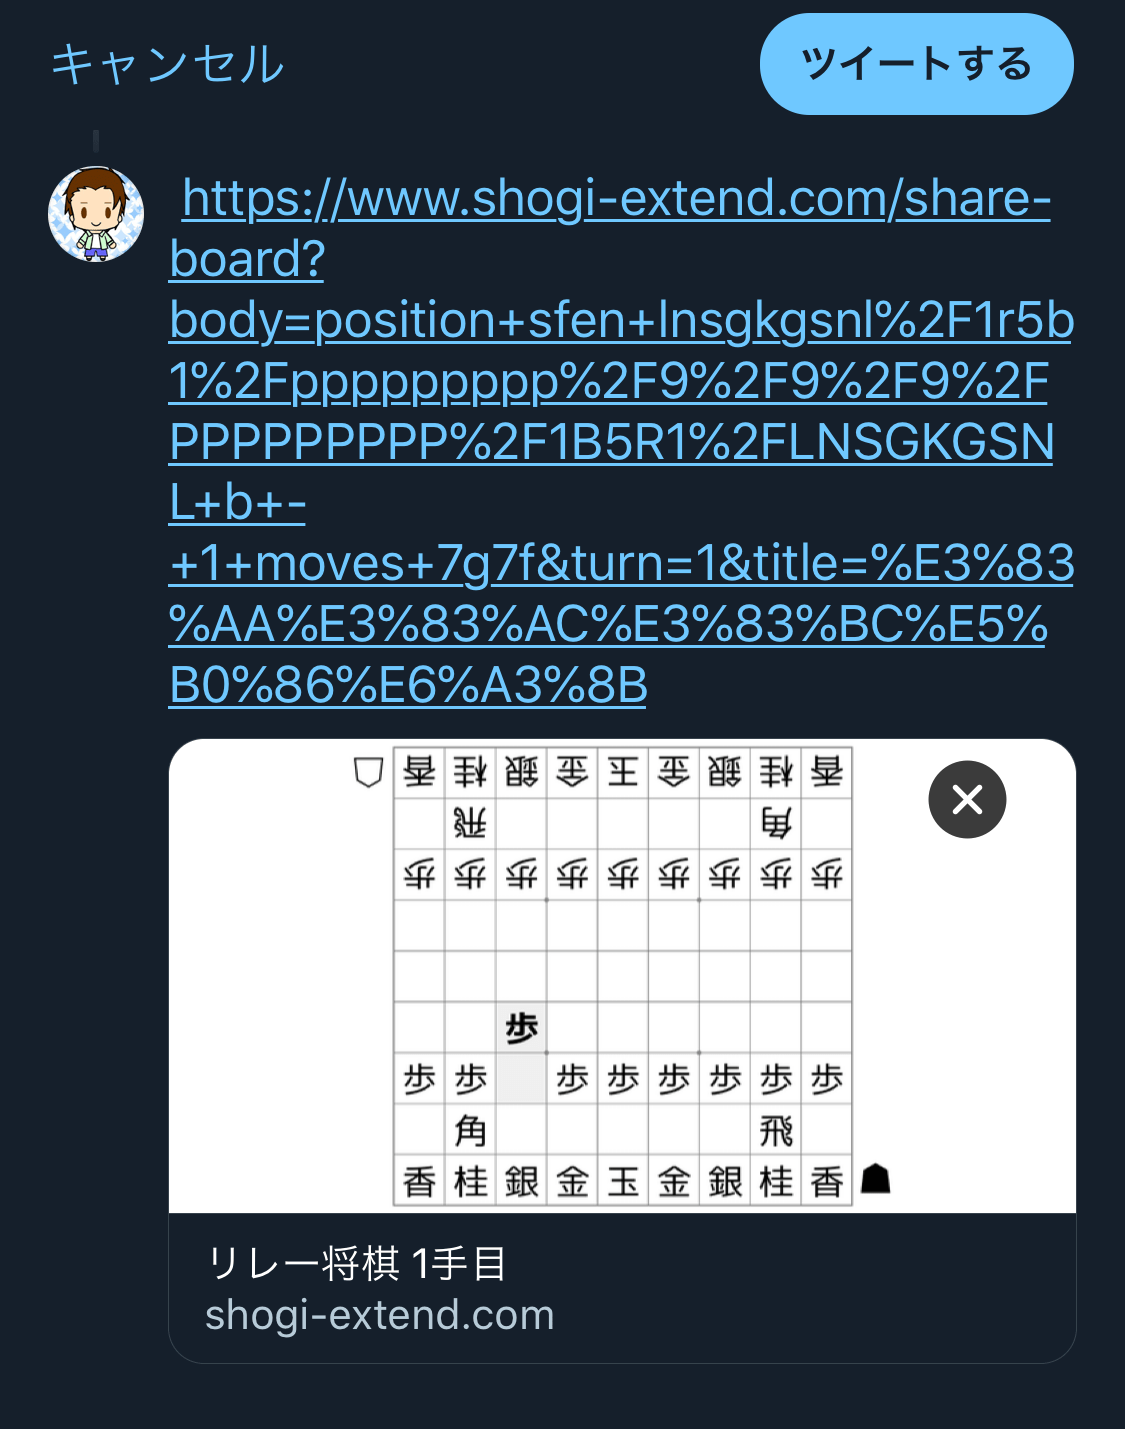 キャンセル
ツイートする
https://www.shogi-extend.com/share-
board?
body=position+sfen+lnsgkgsnl%2F1r5b
1%2Fppppppppp%2F9%2F9%2F9%2F
PPPPPPPPP%2F1B5R1%2FLNSGKGSN
L+b+-
+1+moves+7g7f&turn=1&title=%E3%83
%AA%E3%83%AC%E3%83%BC%E5%
B0%86%E6%A3%8B
香桂銀金王金銀桂香
飛角
歩歩歩歩歩歩歩歩歩
歩
歩歩歩歩歩歩歩歩
角飛
香桂銀金玉金銀桂香
リレー将棋 1手目
shogi-extend.com